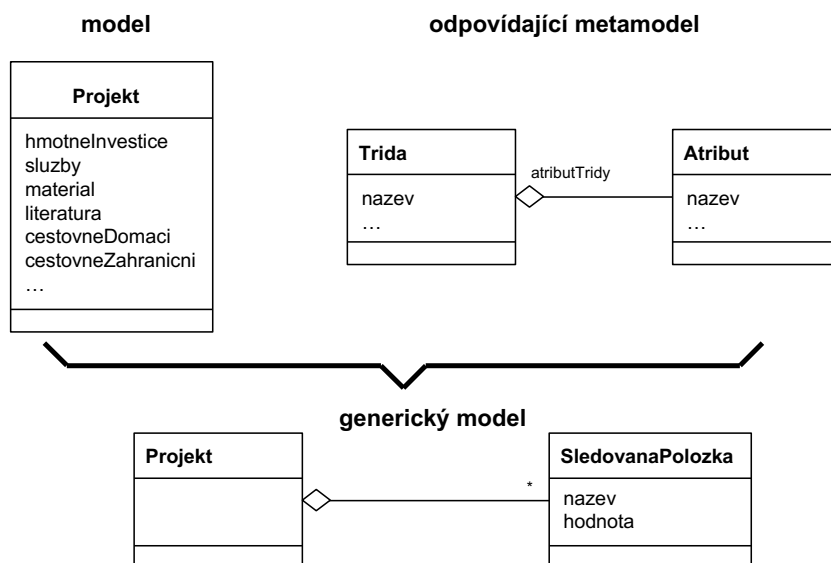 model
odpovídající metamodel
Projekt
hmotneInvestice
sluzby
material
literatura
cestovneDomaci
cestovneZahranicni
…
Trida
nazev
…
atributTridy
Atribut
nazev
…
generický model
Projekt
*
SledovanaPolozka
nazev
hodnota